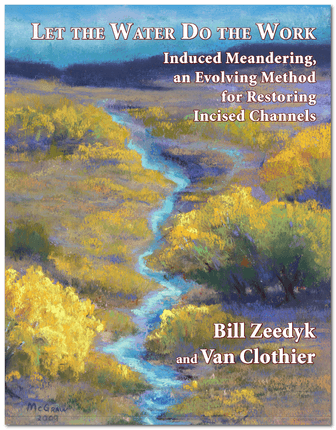 LET THE WATER DO THE WORK
Induced Meandering,
an Evolving Method
for Restoring
Incised Channels
Bill Zeedyk
and Van Clothier